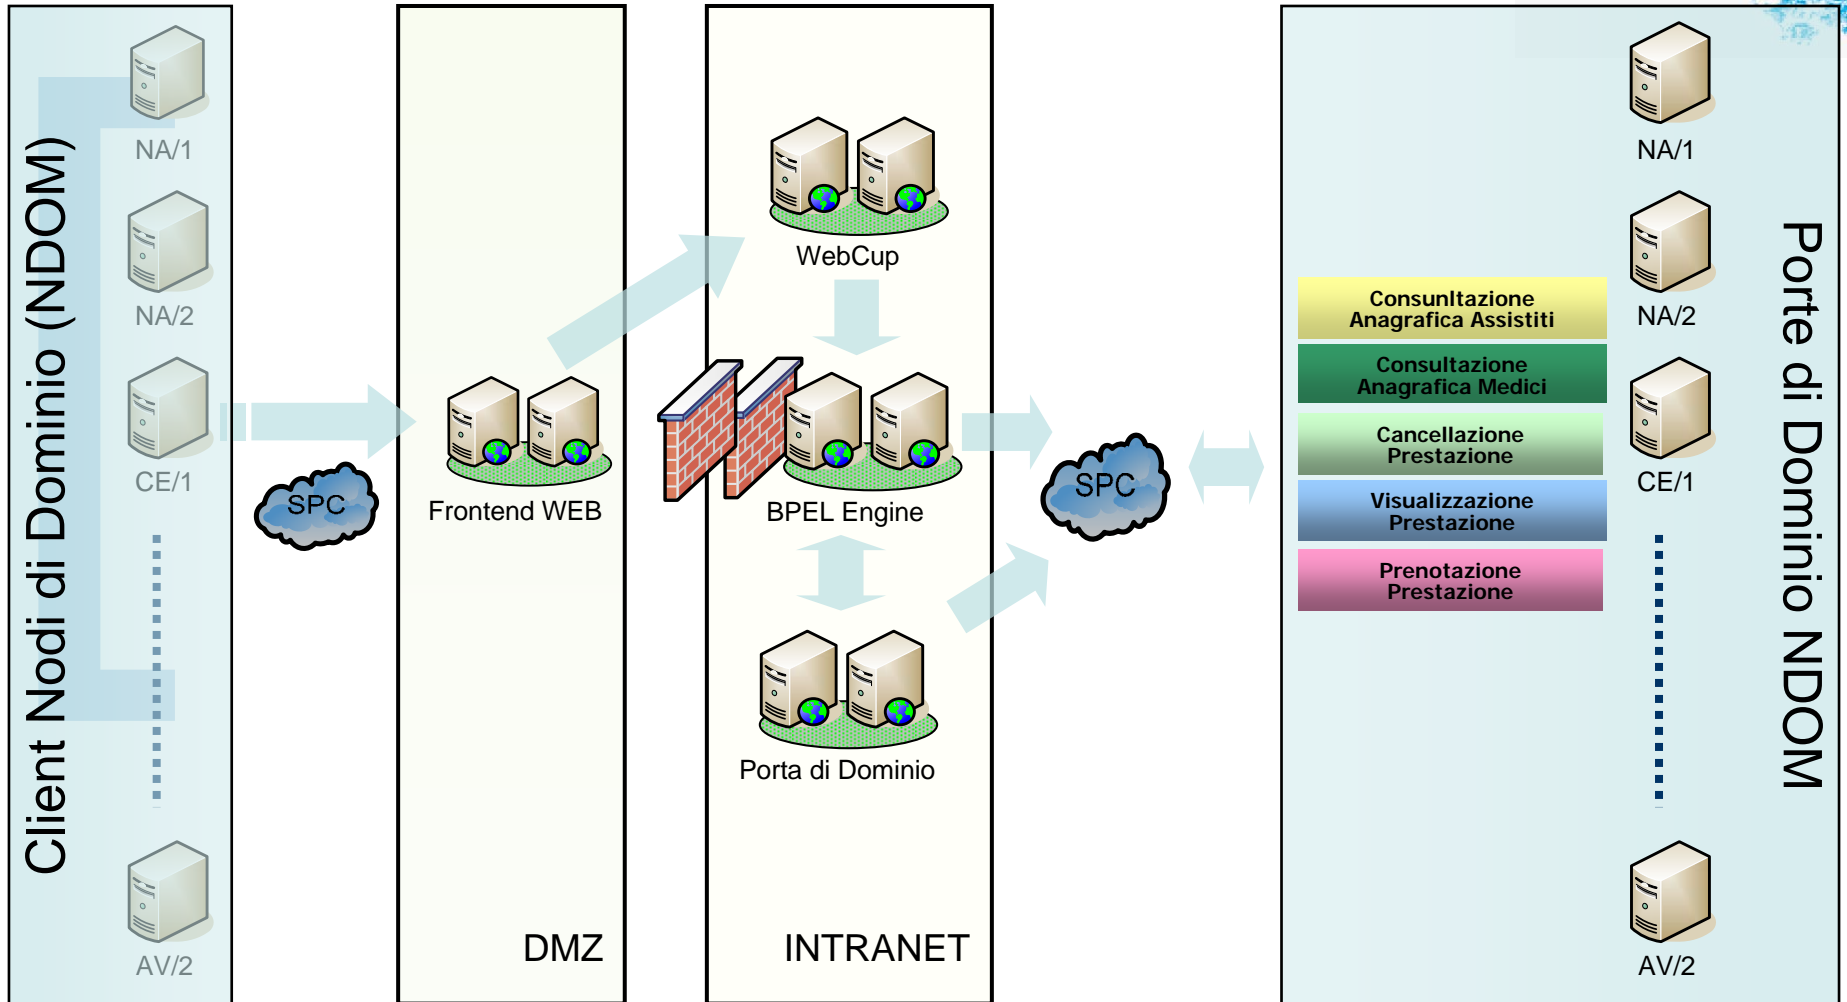 Client Nodi di Dominio (NDOM)
NA/1
NA/2
CE/1
AV/2
SPC
Frontend WEB
DMZ
WebCup
BPEL Engine
Porta di Dominio
INTRANET
SPC
Consunltazione
Anagrafica Assistiti
Consultazione
Anagrafica Medici
Cancellazione
Prestazione
Visualizzazione
Prestazione
Prenotazione
Prestazione
NA/1
NA/2
CE/1
AV/2
Porte di Dominio NDOM